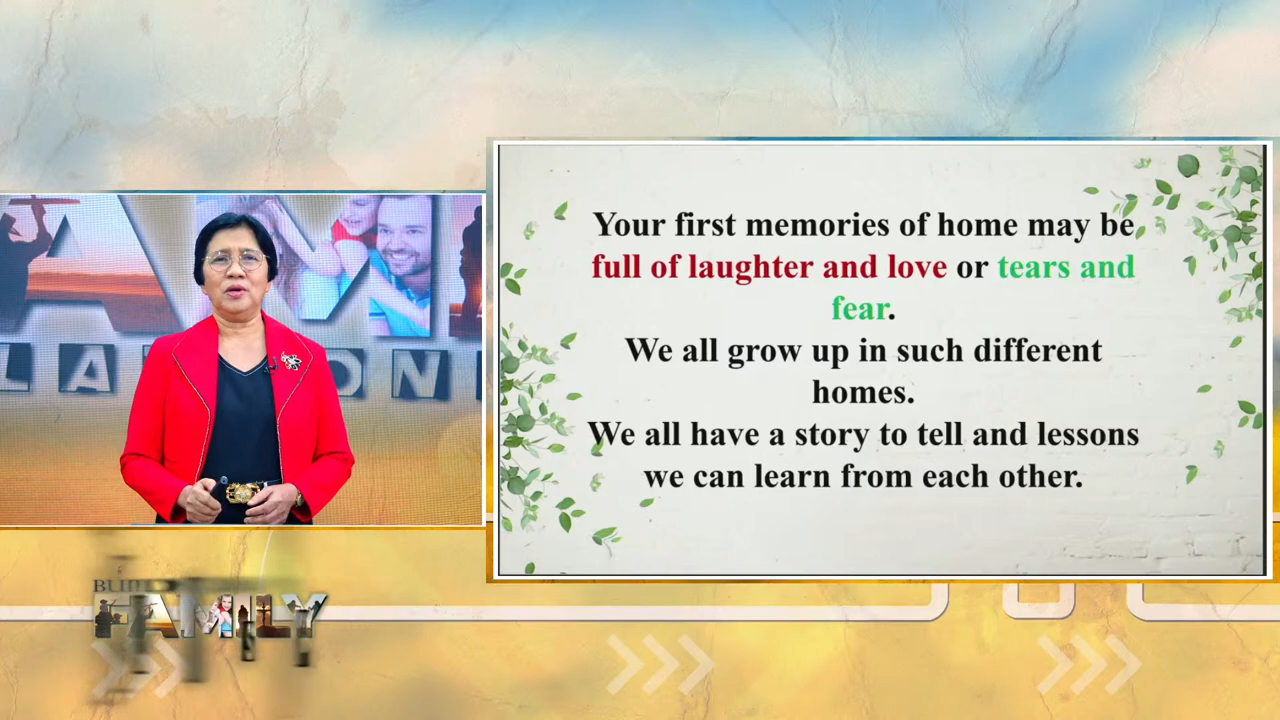 Your first memories of home may be
full of laughter and love or tears and
fear.
We all grow up in such different
homes.
We all have a story to tell and lessons
we can learn from each other.
FAMILY